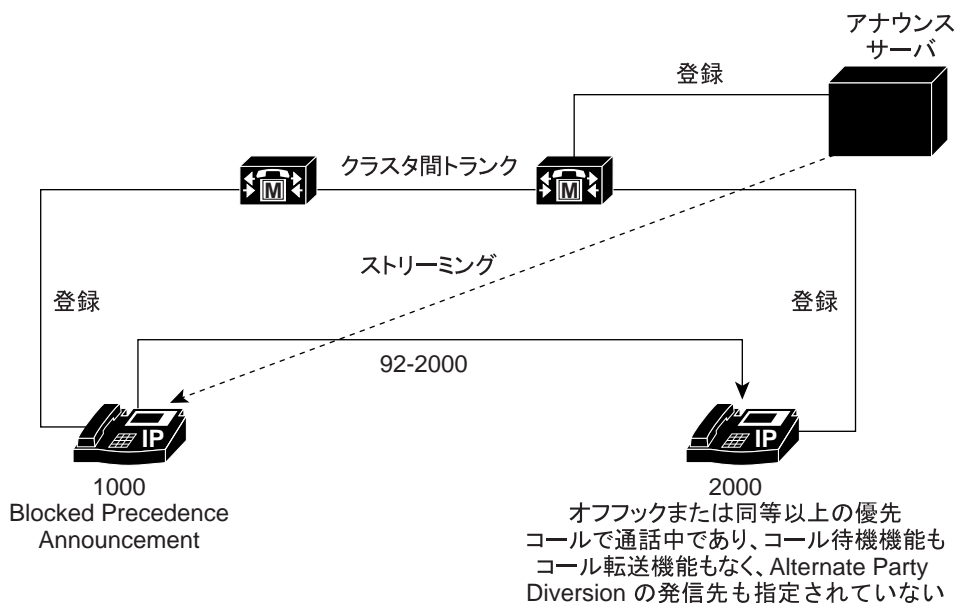 アナウンス
サーバ
登録
クラスタ間トランク
M
M
ストリーミング
登録
登録
92-2000
IP
IP
1000
Blocked Precedence
Announcement
2000
オフフックまたは同等以上の優先
コールで通話中であり、コール待機機能も
コール転送機能もなく、Alternate Party
Diversion の発信先も指定されていない